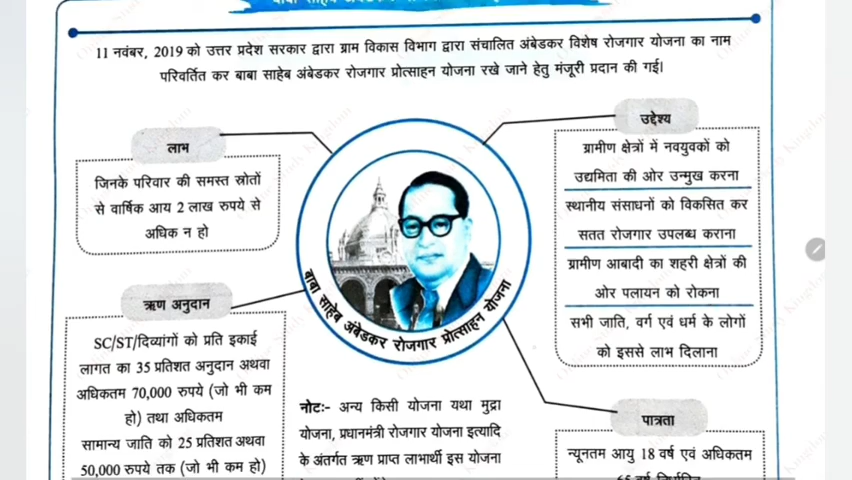 बाबा साहेब अंबेडकर
11 नवंबर, 2019 को उत्तर प्रदेश सरकार द्वारा ग्राम विकास विभाग द्वारा संचालित अंबेडकर विशेष रोजगार योजना का नाम
परिवर्तित कर बाबा साहेब अंबेडकर रोजगार प्रोत्साहन योजना रखे जाने हेतु मंजूरी प्रदान की गई।
लाभ
जिनके परिवार की समस्त स्रोतों
से वार्षिक आय 2 लाख रुपये से
अधिक न हो
उद्देश्य
ग्रामीण क्षेत्रों में नवयुवकों को
उद्यमिता की ओर उन्मुख करना
स्थानीय संसाधनों को विकसित कर
सतत रोजगार उपलब्ध कराना
ग्रामीण आबादी का शहरी क्षेत्रों की
ओर पलायन को रोकना
सभी जाति, वर्ग एवं धर्म के लोगों
को इससे लाभ दिलाना
बाबा साहेब अंबेडकर रोजगार प्रोत्साहन योजना
ऋण अनुदान
SC/ST/दिव्यांगों को प्रति इकाई
लागत का 35 प्रतिशत अनुदान अथवा
अधिकतम 70,000 रुपये (जो भी कम
हो) तथा अधिकतम
सामान्य जाति को 25 प्रतिशत अथवा
50,000 रुपये तक (जो भी कम हो)
नोटः- अन्य किसी योजना यथा मुद्रा
योजना, प्रधानमंत्री रोजगार योजना इत्यादि
के अंतर्गत ऋण प्राप्त लाभार्थी इस योजना
पात्रता
न्यूनतम आयु 18 वर्ष एवं अधिकतम
65 वर्ष